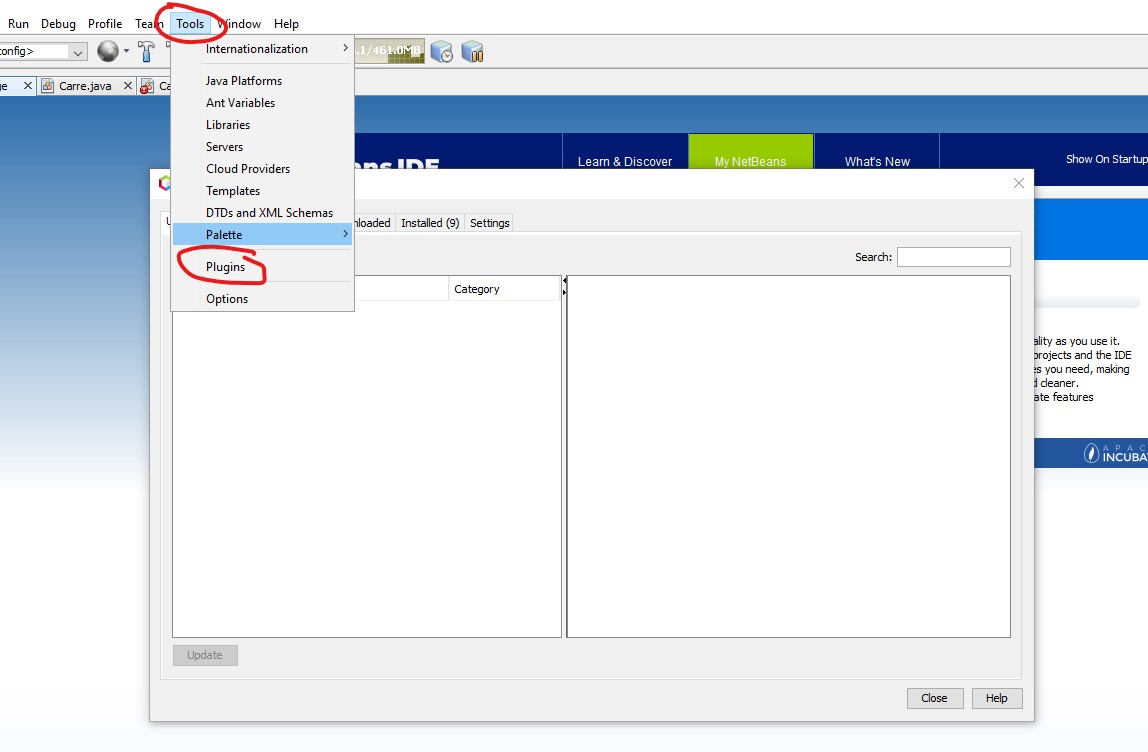 Run Debug Profile Team Tools Window Help
onfig>
.1/461.0MB
ge Carre.java Ca
Internationalization
Java Platforms
Ant Variables
Libraries
Servers
Cloud Providers
Templates
DTDs and XML Schemas
Palette
Plugins
Options
ns IDE
Learn & Discover My NetBeans What's New Show On Startup
nloaded Installed (9) Settings
Search:
Category
ality as you use it.
projects and the IDE
es you need, making
d cleaner.
ate features
APAC
INCUBA
Update
Close Help